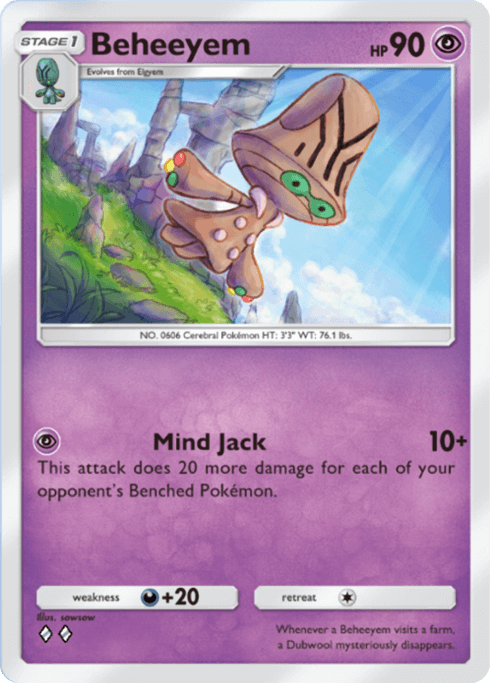 STAGE 1 Beheeyem HP 90
Evolves from Elgyem
NO. 0606 Cerebral Pokémon HT: 3'3" WT: 76.1 lbs.
Mind Jack 10+
This attack does 20 more damage for each of your
opponent's Benched Pokémon.
weakness +20 retreat
Illus. sowsow
Whenever a Beheeyem visits a farm,
a Dubwool mysteriously disappears.